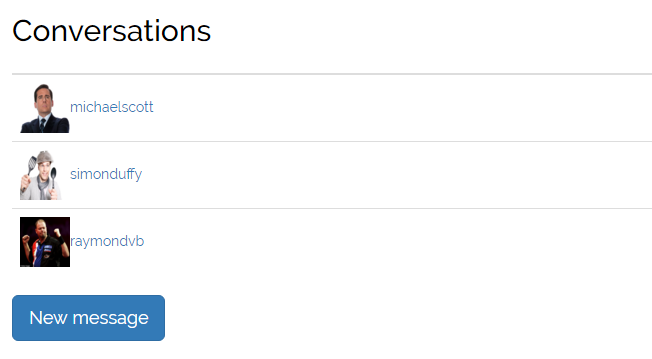 Conversations
michaelscott
simonduffy
raymondvb
New message